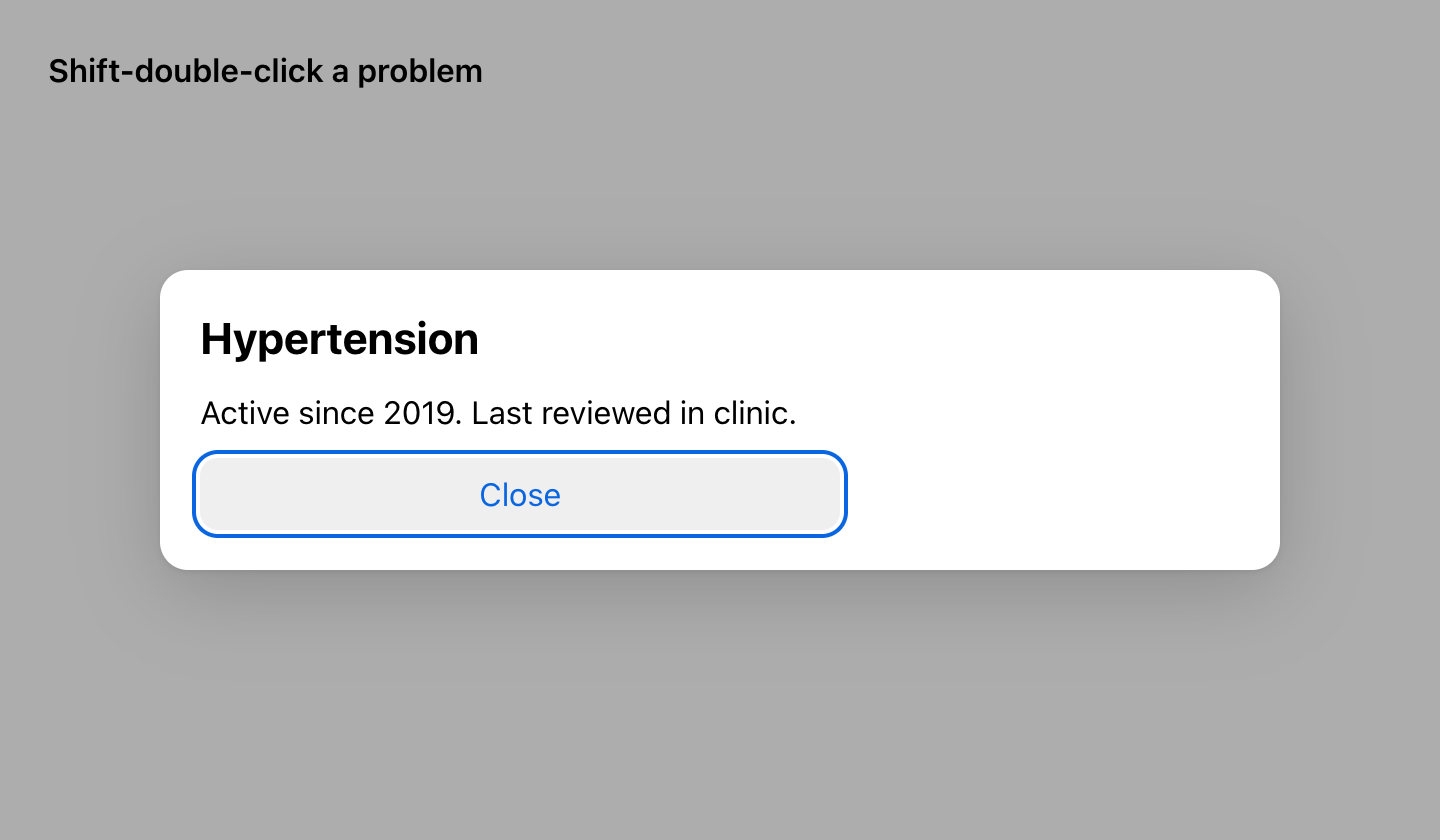 Shift-double-click a problem
Hypertension
Active since 2019. Last reviewed in clinic.
Close